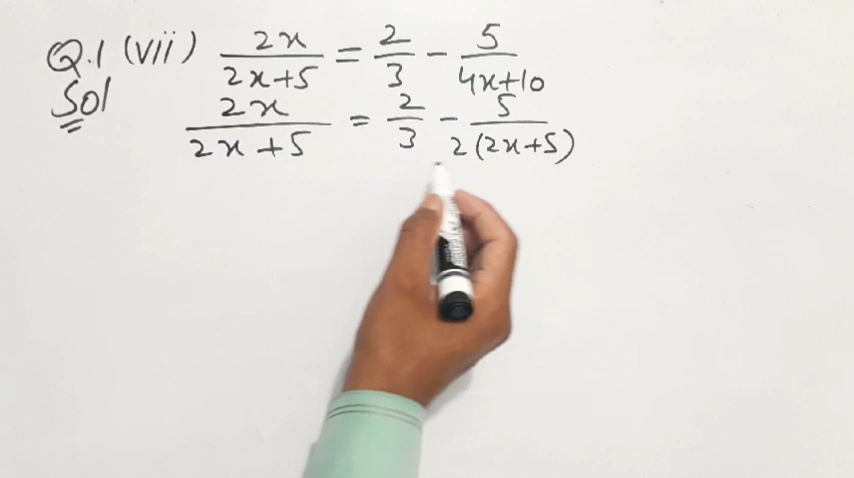 Q.1 (vii) 2x/2x+5 = 2/3 - 5/4x+10
Sol
2x/2x+5 = 2/3 - 5/2(2x+5)